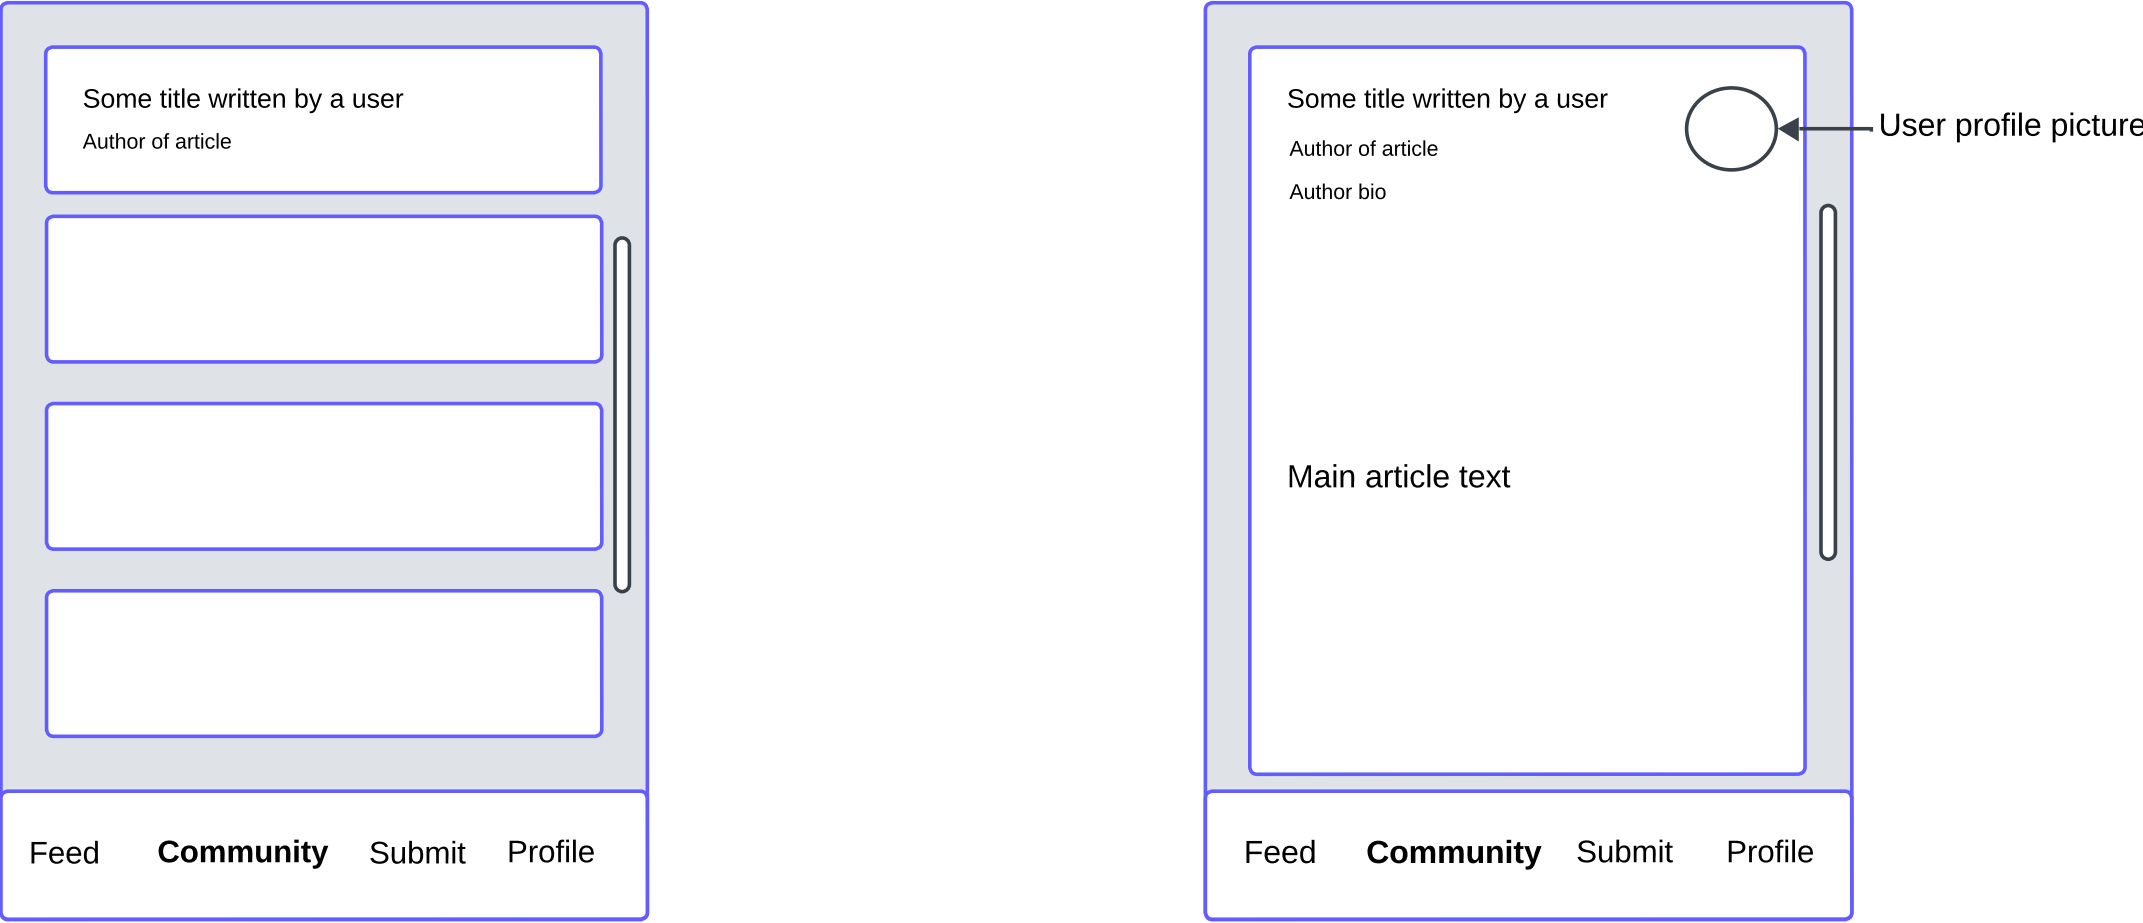 Some title written by a user
Author of article
Feed
Community
Submit
Profile
Some title written by a user
Author of article
Author bio
User profile picture
Main article text
Feed
Community
Submit
Profile